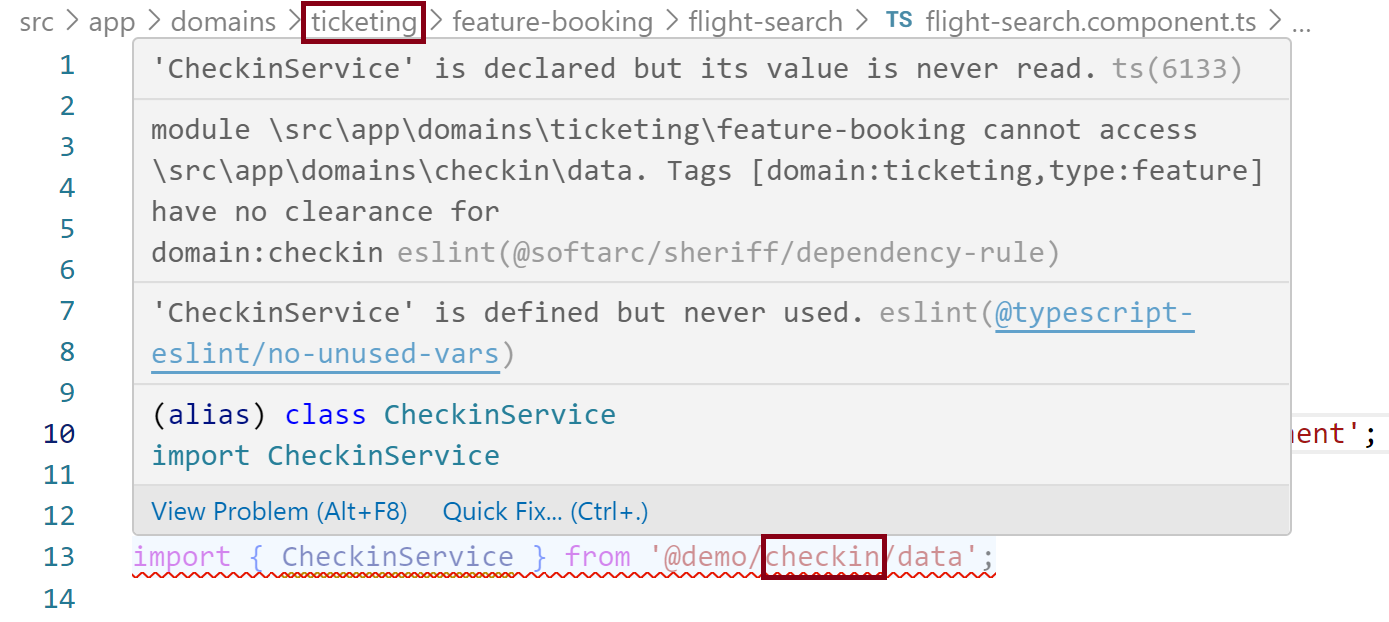 src > app > domains > ticketing > feature-booking > flight-search > TS flight-search.component.ts > ...
1
'CheckinService' is declared but its value is never read. ts(6133)
2
3
module \src\app\domains\ticketing\feature-booking cannot access
4
\src\app\domains\checkin\data. Tags [domain:ticketing,type:feature]
5
have no clearance for
6
domain:checkin eslint(@softarc/sheriff/dependency-rule)
7
'CheckinService' is defined but never used. eslint(@typescript-
8
eslint/no-unused-vars)
9
(alias) class CheckinService
10
ent';
11
import CheckinService
12
View Problem (Alt+F8) Quick Fix... (Ctrl+.)
13 import { CheckinService } from '@demo/checkin/data';
14